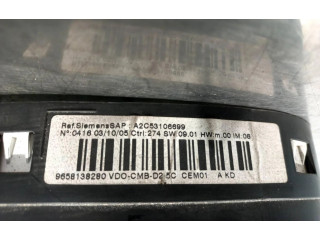 Ref.SiemensSAP : A2C53106699
N°:0416 03/10/05 Ctrl:274 SW:09.01 HW:m.00 IM:06
9658138280 VDO-CMB-D2 5C CEM01 A KD